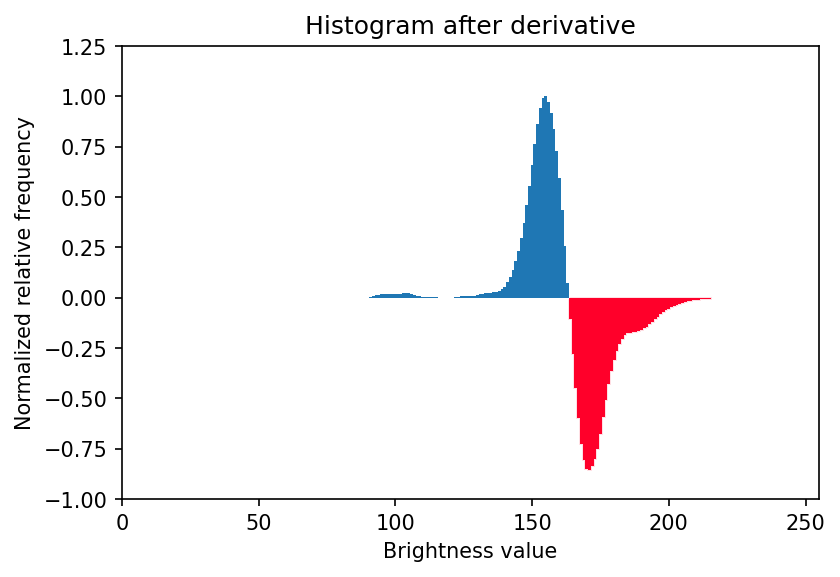 Histogram after derivative
1.25
1.00
0.75
0.50
0.25
0.00
−0.25
−0.50
−0.75
−1.00
Normalized relative frequency
0 50 100 150 200 250
Brightness value